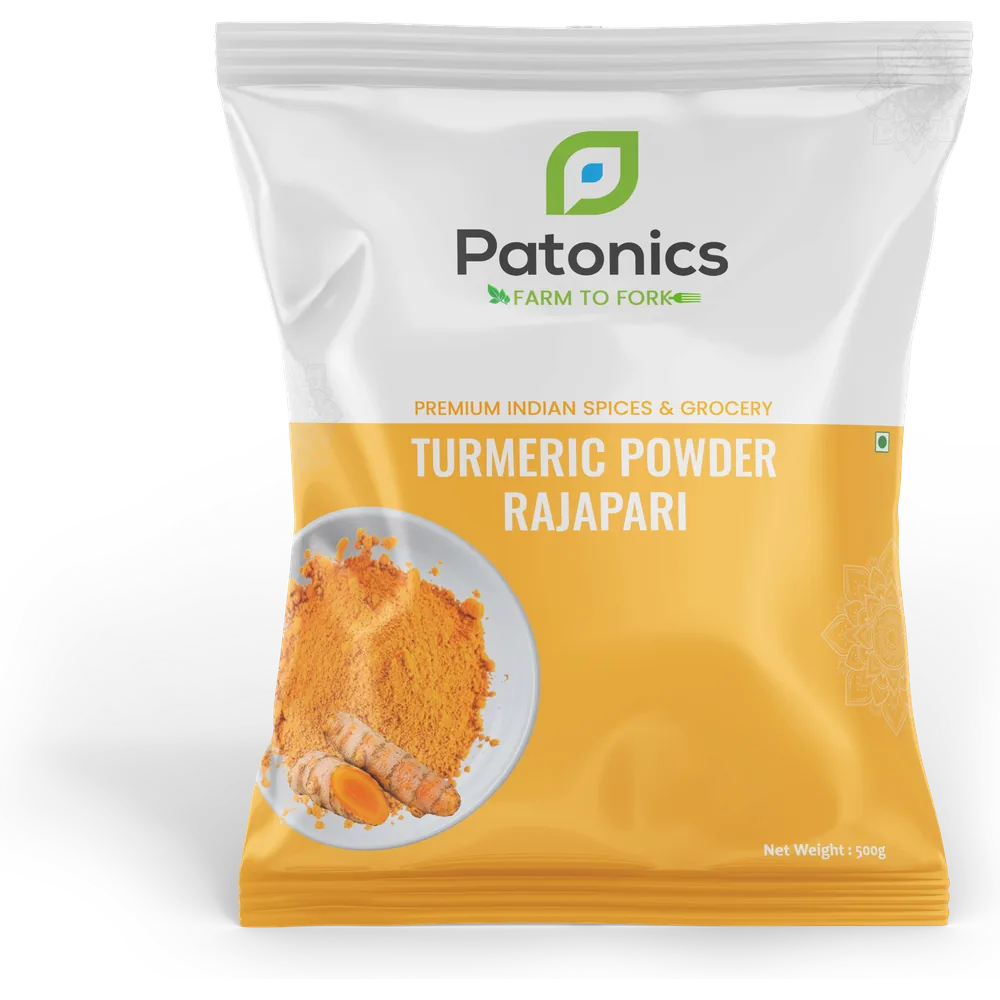 Patonics
FARM TO FORK
PREMIUM INDIAN SPICES & GROCERY
TURMERIC POWDER
RAJAPARI
Net Weight : 500g